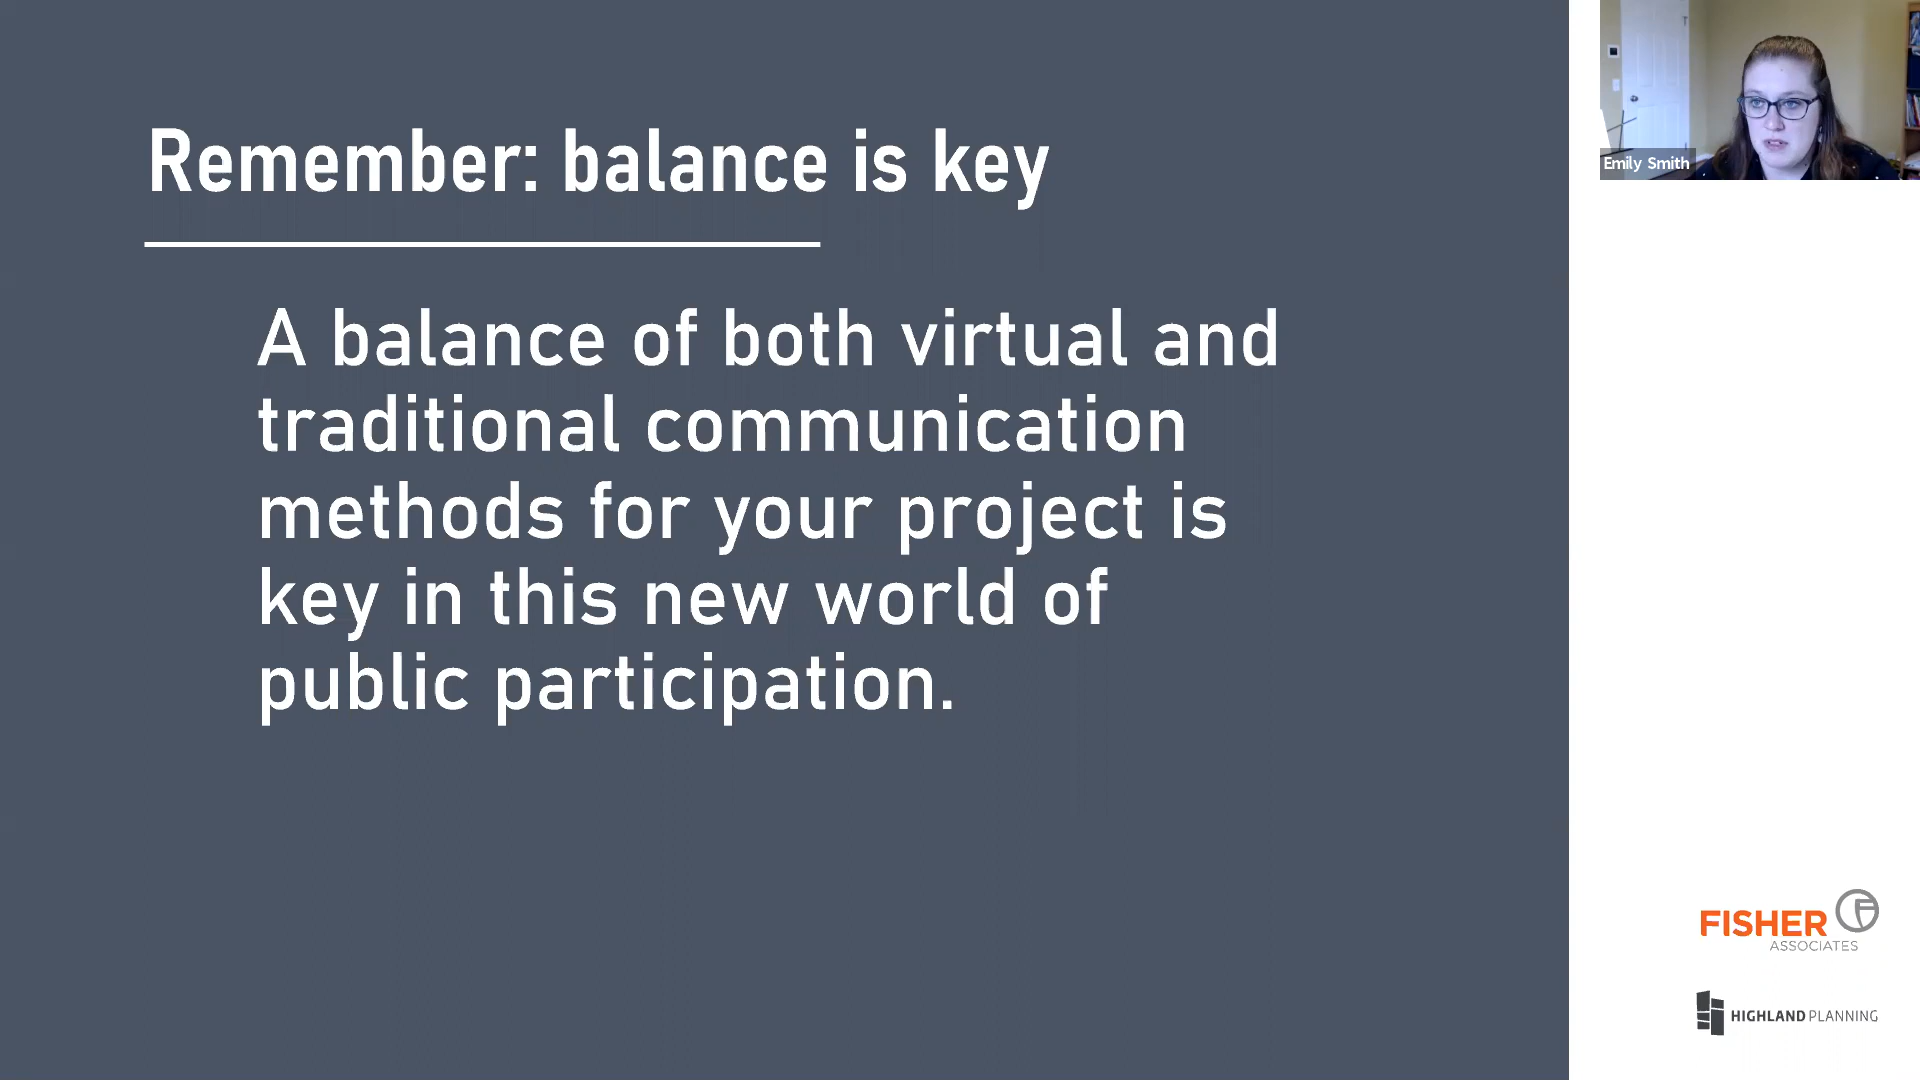 Remember: balance is key
A balance of both virtual and
traditional communication
methods for your project is
key in this new world of
public participation.
Emily Smith
FISHER
ASSOCIATES
HIGHLAND PLANNING